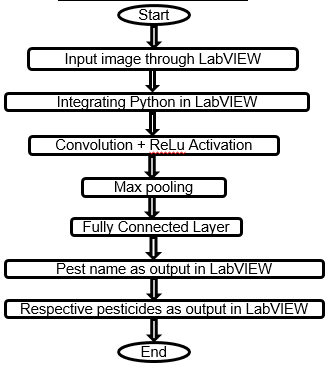 Start
Input image through LabVIEW
Integrating Python in LabVIEW
Convolution + ReLu Activation
Max pooling
Fully Connected Layer
Pest name as output in LabVIEW
Respective pesticides as output in LabVIEW
End